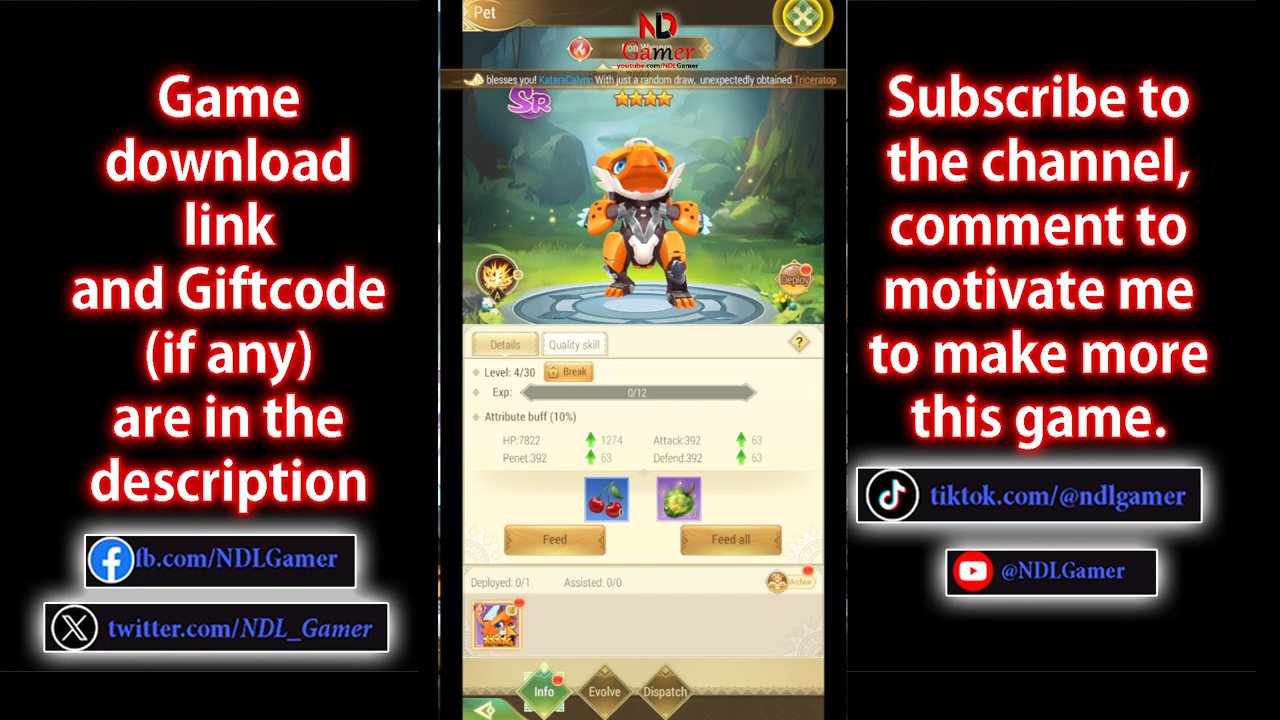 Game
download
link
and Giftcode
(if any)
are in the
description
fb.com/NDLGamer
twitter.com/NDL_Gamer
Pet
ND
Gamer
youtube.com/NDLGamer
blesses you! KataraCalynn With just a random draw, unexpectedly obtained Triceratop
SR
Deploy
Details
Quality skill
?
Level: 4/30
Break
Exp:
0/12
Attribute buff (10%)
HP:7822
1274
Attack:392
63
Penet:392
63
Defend:392
63
Feed
Feed all
Deployed: 0/1
Assisted: 0/0
Archive
Info
Evolve
Dispatch
Subscribe to
the channel,
comment to
motivate me
to make more
this game.
tiktok.com/@ndlgamer
@NDLGamer